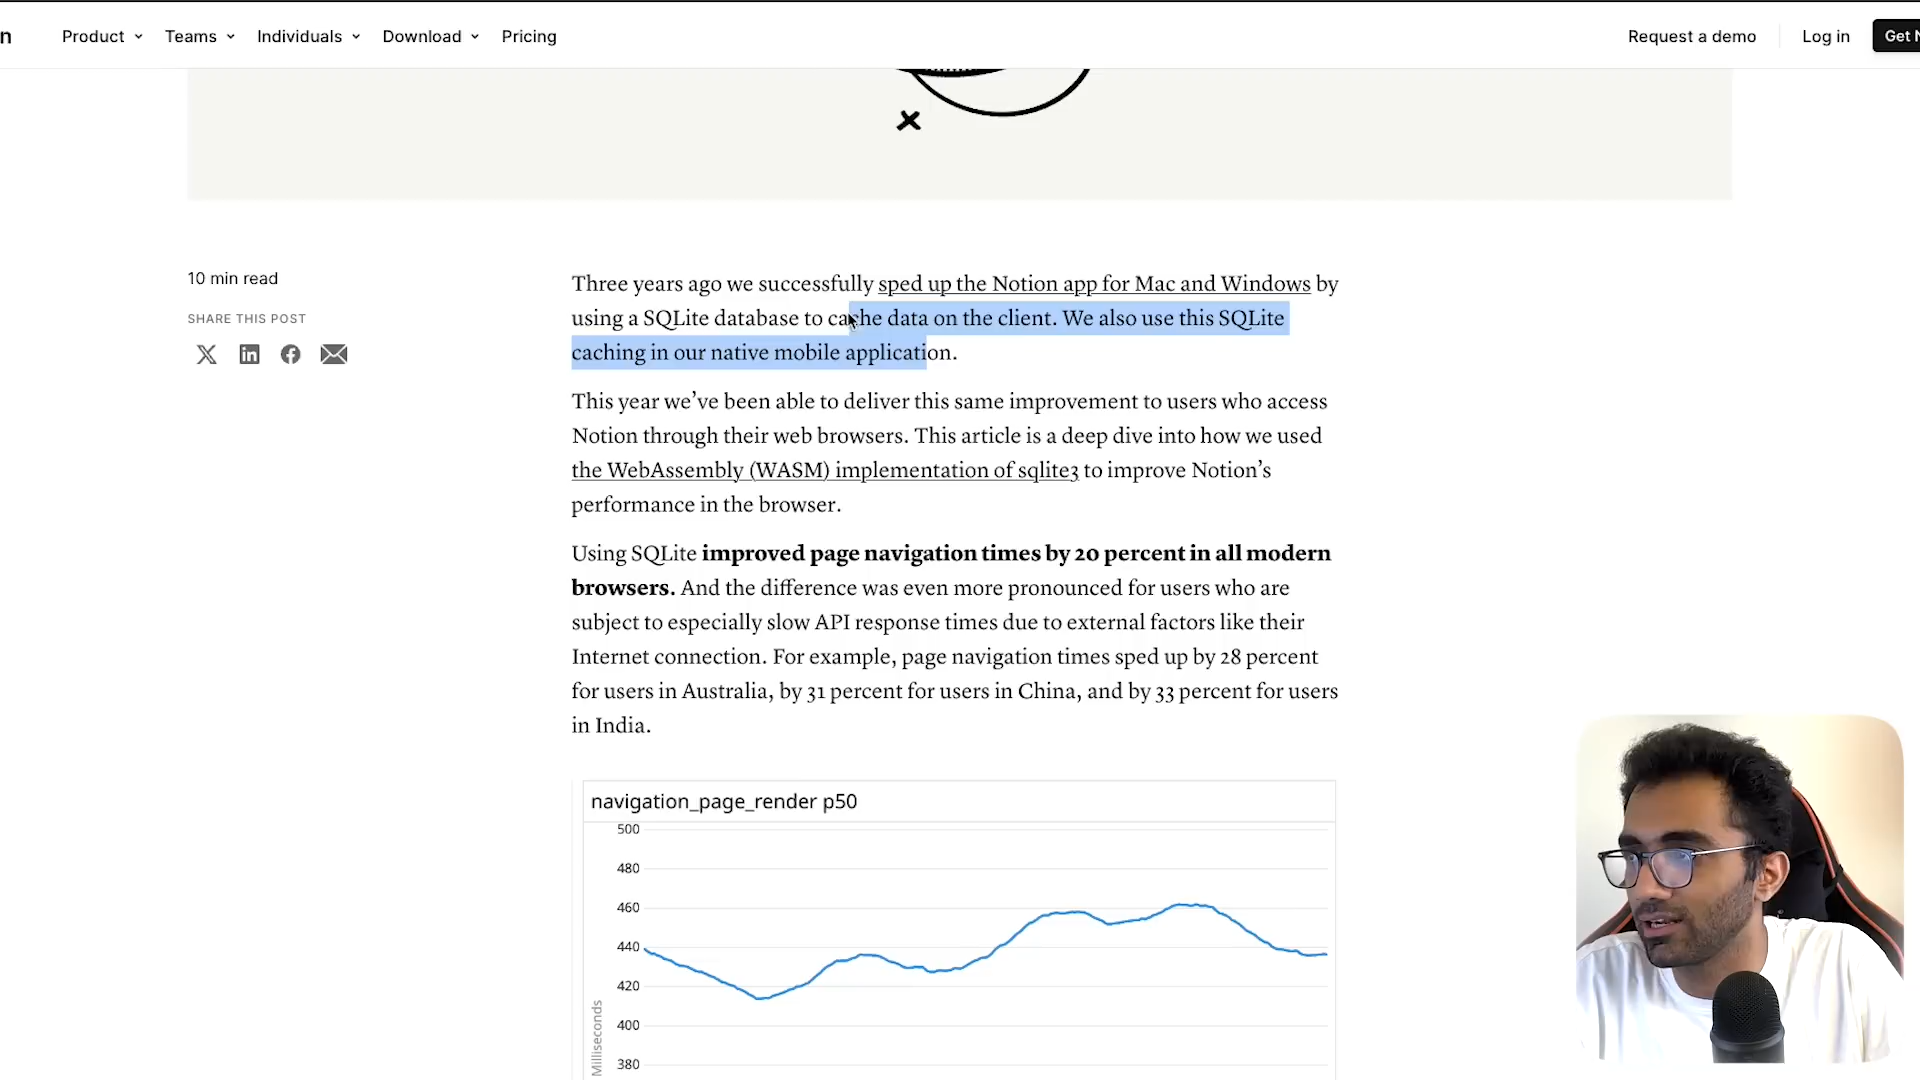 n
Product
Teams
Individuals
Download
Pricing
Request a demo
Log in
Get N
10 min read
SHARE THIS POST
Three years ago we successfully sped up the Notion app for Mac and Windows by
using a SQLite database to cache data on the client. We also use this SQLite
caching in our native mobile application.
This year we’ve been able to deliver this same improvement to users who access
Notion through their web browsers. This article is a deep dive into how we used
the WebAssembly (WASM) implementation of sqlite3 to improve Notion’s
performance in the browser.
Using SQLite improved page navigation times by 20 percent in all modern
browsers. And the difference was even more pronounced for users who are
subject to especially slow API response times due to external factors like their
Internet connection. For example, page navigation times sped up by 28 percent
for users in Australia, by 31 percent for users in China, and by 33 percent for users
in India.
navigation_page_render p50
500
480
460
440
420
400
380
Milliseconds